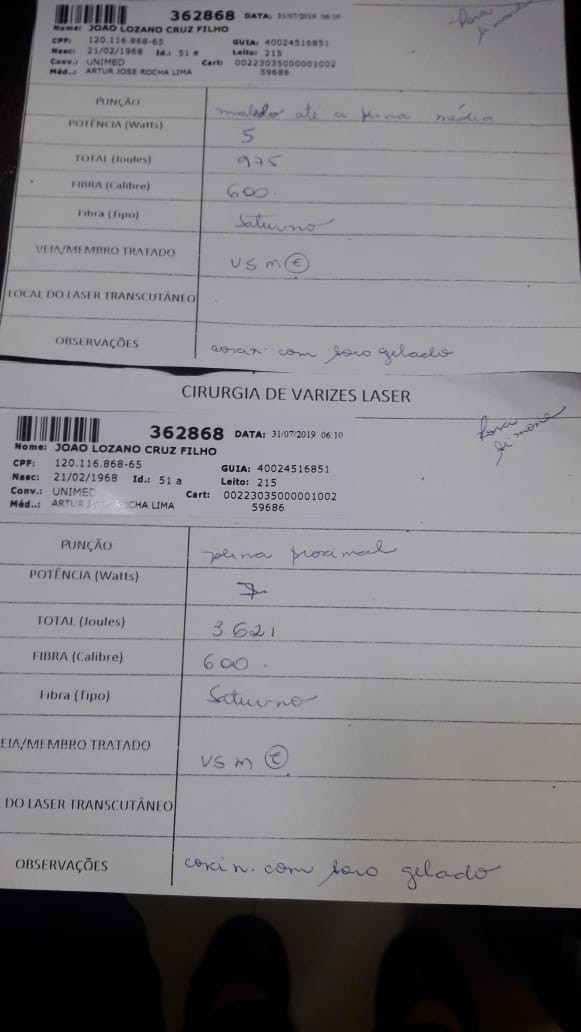 362868 DATA: 31/07/2019 06:10
Nome: JOAO LOZANO CRUZ FILHO
CPF: 120.116.868-65 GUIA: 40024516851
Nasc: 21/02/1968 Id.: 51 a Leito: 215
Conv.: UNIMED Cart: 00223035000001002
Méd..: ARTUR JOSE ROCHA LIMA 59686
PUNÇÃO maleolo até a perna média
POTÊNCIA (Watts) 5
TOTAL (Joules) 975
FIBRA (Calibre) 600.
Fibra (Tipo) Saturno
VEIA/MEMBRO TRATADO VSM (E)
LOCAL DO LASER TRANSCUTÂNEO
OBSERVAÇÕES com soro gelado
CIRURGIA DE VARIZES LASER
362868 DATA: 31/07/2019 06:10
Nome: JOAO LOZANO CRUZ FILHO
CPF: 120.116.868-65 GUIA: 40024516851
Nasc: 21/02/1968 Id.: 51 a Leito: 215
Conv.: UNIMED Cart: 00223035000001002
Méd..: ARTUR ROCHA LIMA 59686
PUNÇÃO perna proximal
POTÊNCIA (Watts) 7
TOTAL (Joules) 3621
FIBRA (Calibre) 600.
Fibra (Tipo) Saturno
EIA/MEMBRO TRATADO VSM (E)
DO LASER TRANSCUTÂNEO
OBSERVAÇÕES com soro gelado